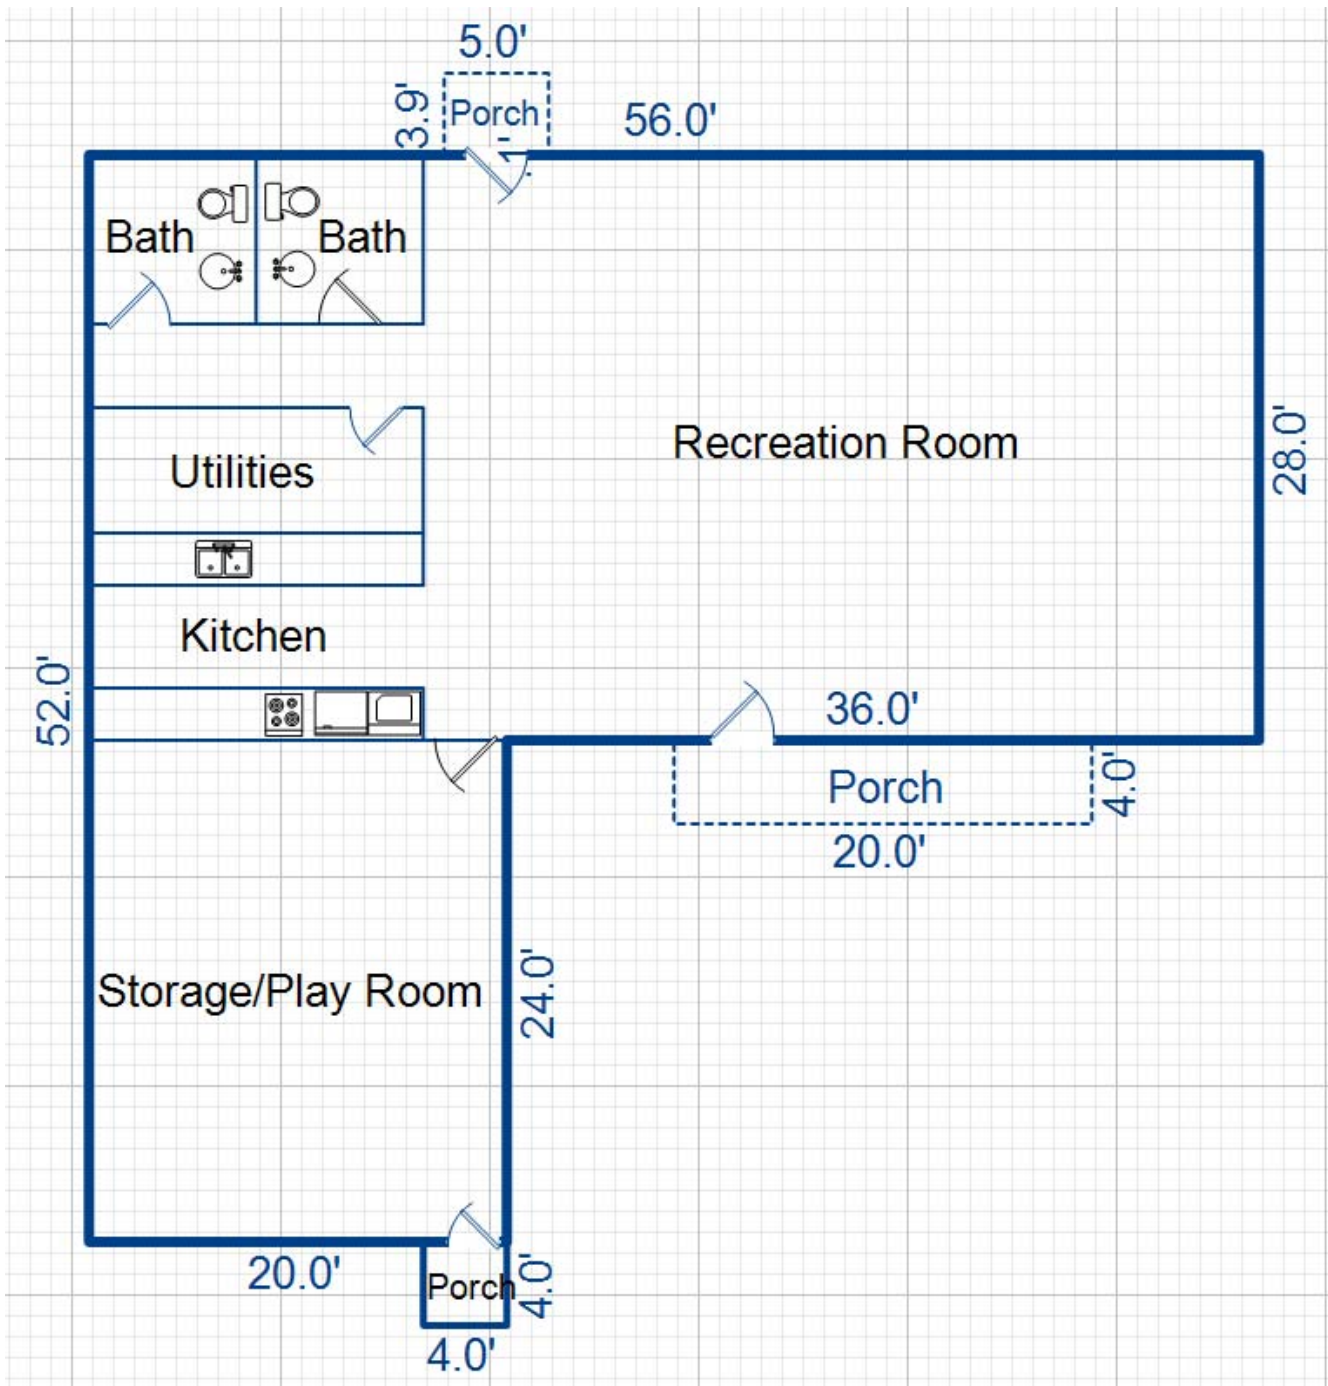 5.0'
3.9'
Porch
56.0'
.1'
Bath
Bath
Recreation Room
28.0'
Utilities
Kitchen
52.0'
36.0'
Porch
4.0'
20.0'
Storage/Play Room
24.0'
20.0'
Porch
4.0'
4.0'